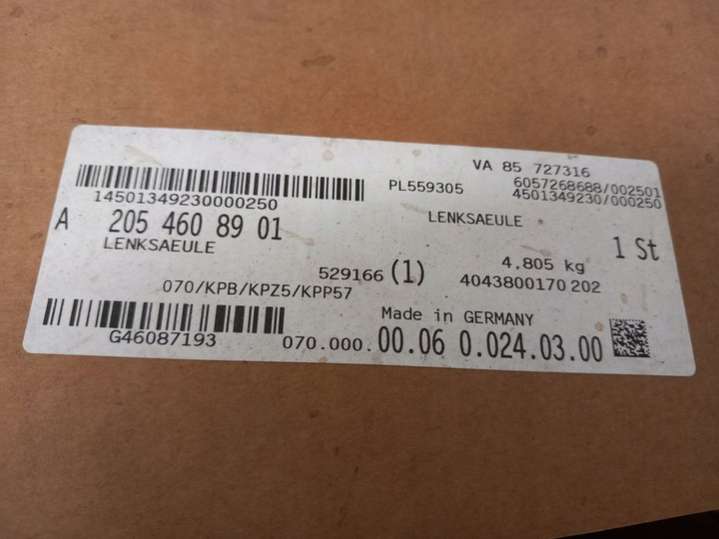 VA 85 727316
14501349230000250
PL559305
6057268688/002501
4501349230/000250
A 205 460 89 01
LENKSAEULE
LENKSAEULE
1 St
529166 (1)
4.805 kg
4043800170 202
070/KPB/KPZ5/KPP57
Made in GERMANY
G46087193
070.000.00.06 0.024.03.00